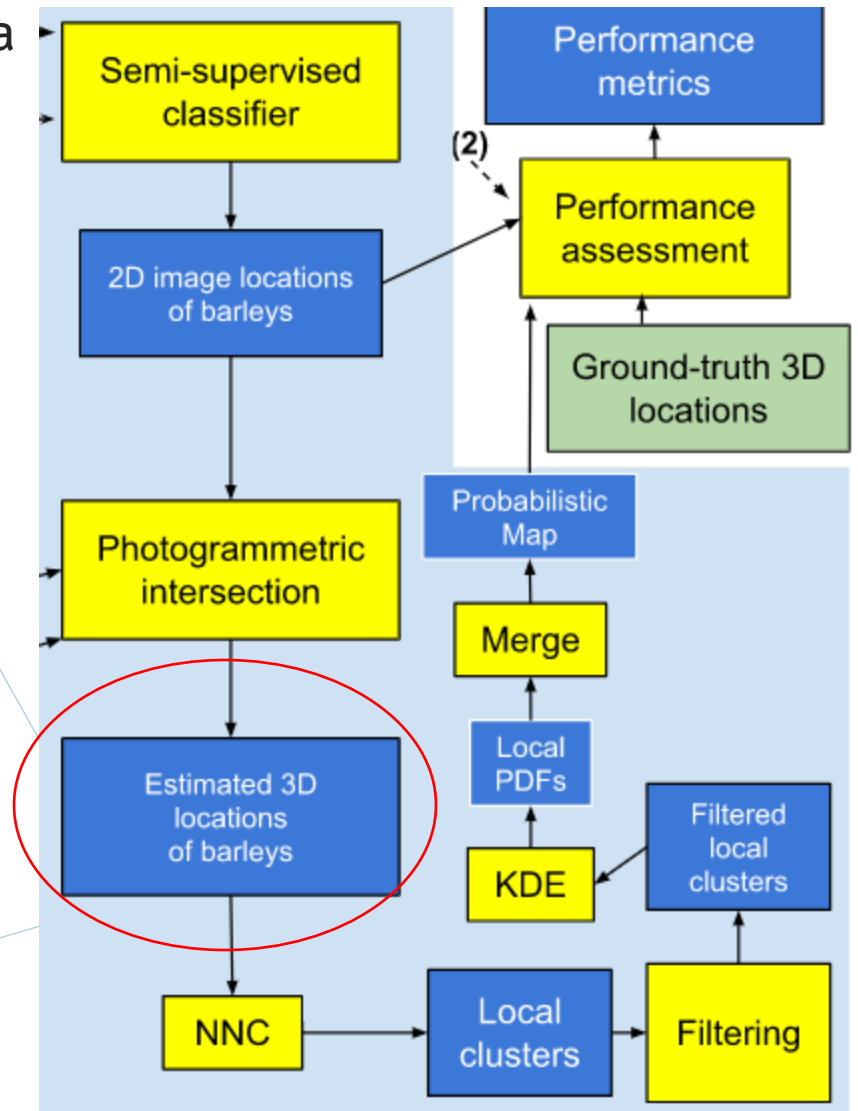 a
Semi-supervised
classifier
2D image locations
of barleys
Photogrammetric
intersection
Estimated 3D
locations
of barleys
NNC
Local
clusters
Filtering
Filtered
local
clusters
KDE
Local
PDFs
Merge
Probabilistic
Map
Ground-truth 3D
locations
(2)
Performance
assessment
Performance
metrics